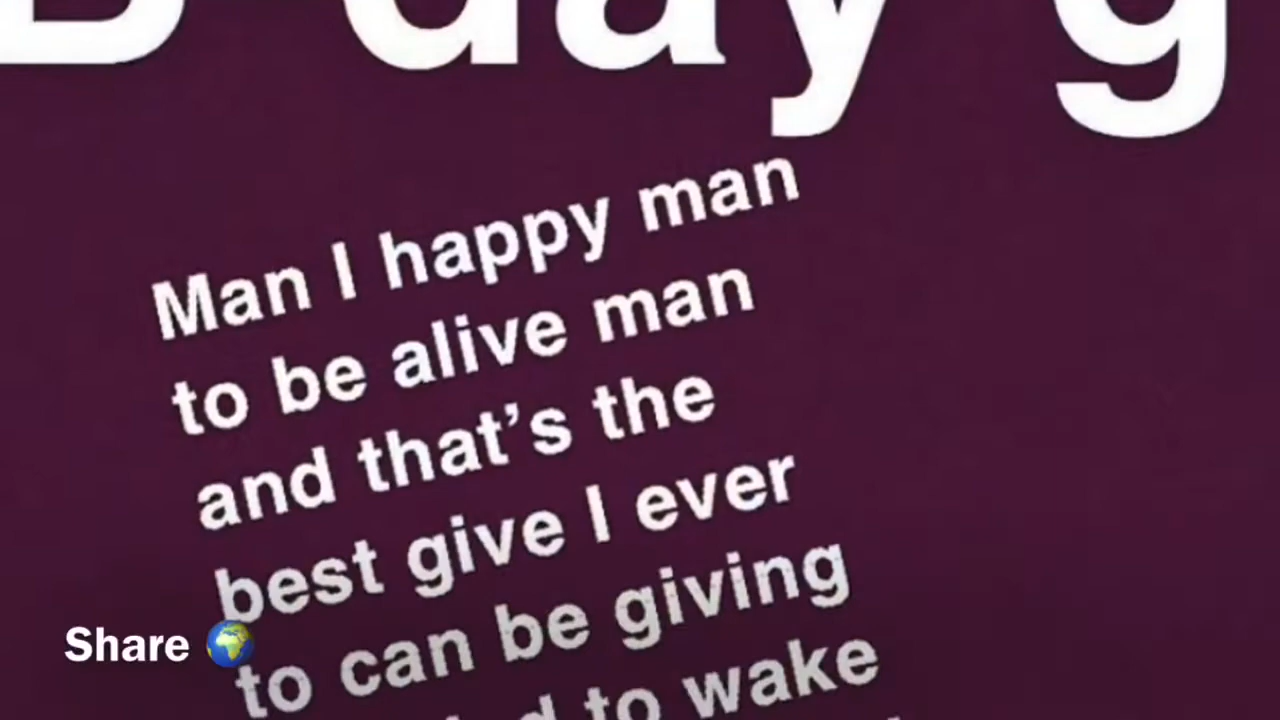 B day g
Man I happy man
to be alive man
and that's the
best give I ever
to can be giving
to wake
Share 🌍